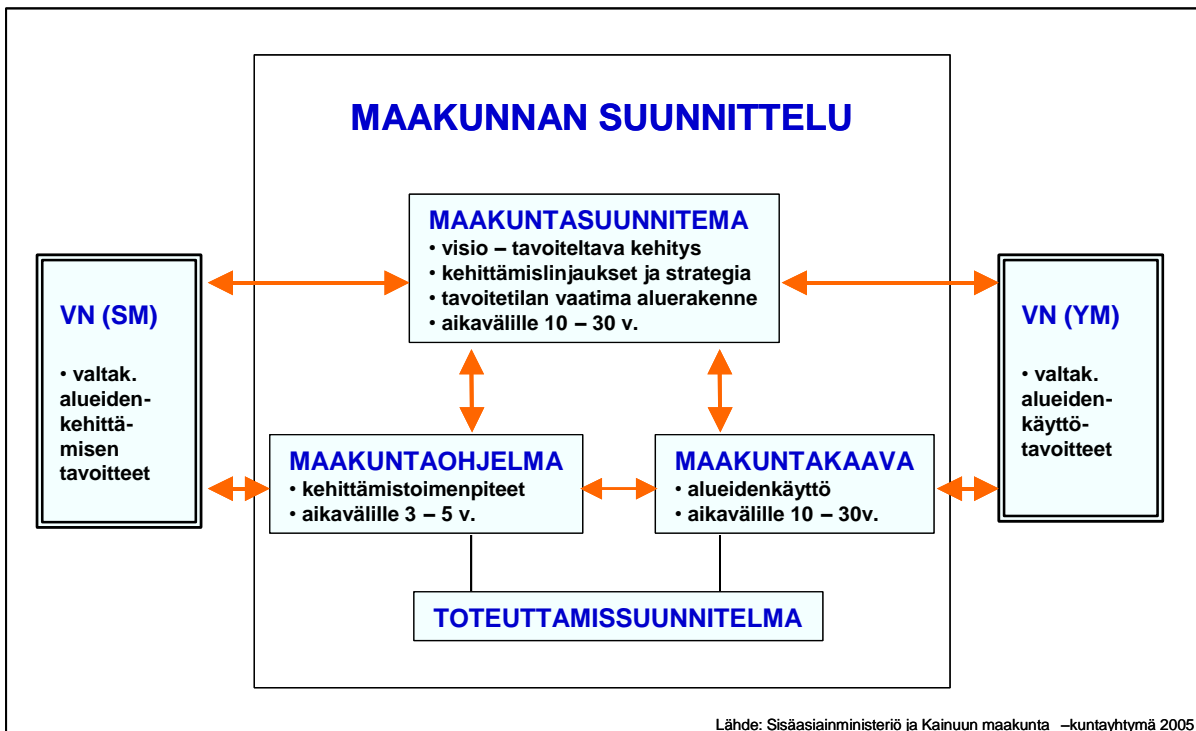 MAAKUNNAN SUUNNITTELU
MAAKUNTASUUNNITEMA
• visio – tavoiteltava kehitys
• kehittämislinjaukset ja strategia
• tavoitetilan vaatima aluerakenne
• aikavälille 10 – 30 v.
VN (SM)
• valtak.
alueiden-
kehittä-
misen
tavoitteet
VN (YM)
• valtak.
alueiden-
käyttö-
tavoitteet
MAAKUNTAOHJELMA
• kehittämistoimenpiteet
• aikavälille 3 – 5 v.
MAAKUNTAKAAVA
• alueidenkäyttö
• aikavälille 10 – 30v.
TOTEUTTAMISSUUNNITELMA
Lähde: Sisäasiainministeriö ja Kainuun maakunta –kuntayhtymä 2005